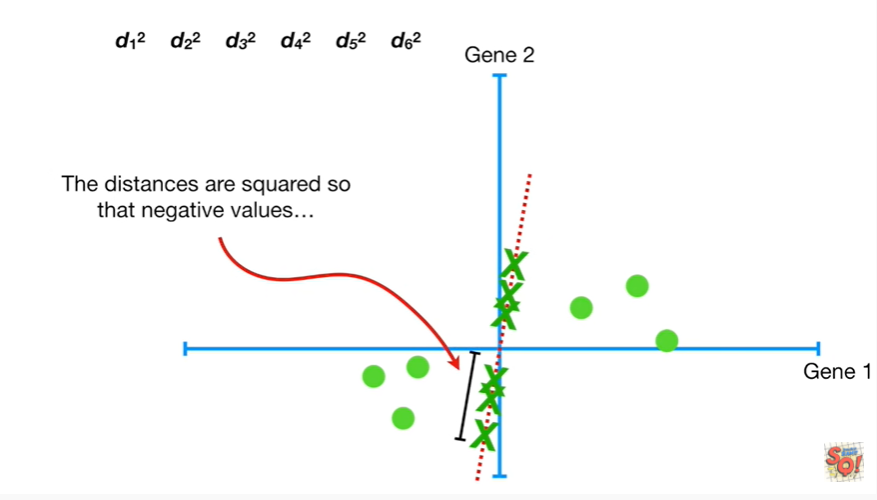 d₁² d₂² d₃² d₄² d₅² d₆²
Gene 2
The distances are squared so
that negative values…
Gene 1
SQ!